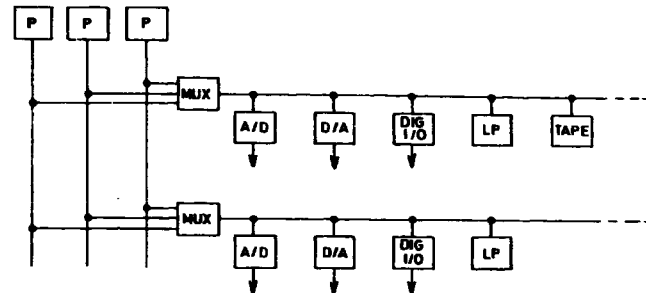 P P P
MUX
A/D D/A DIG I/O LP TAPE
MUX
A/D D/A DIG I/O LP